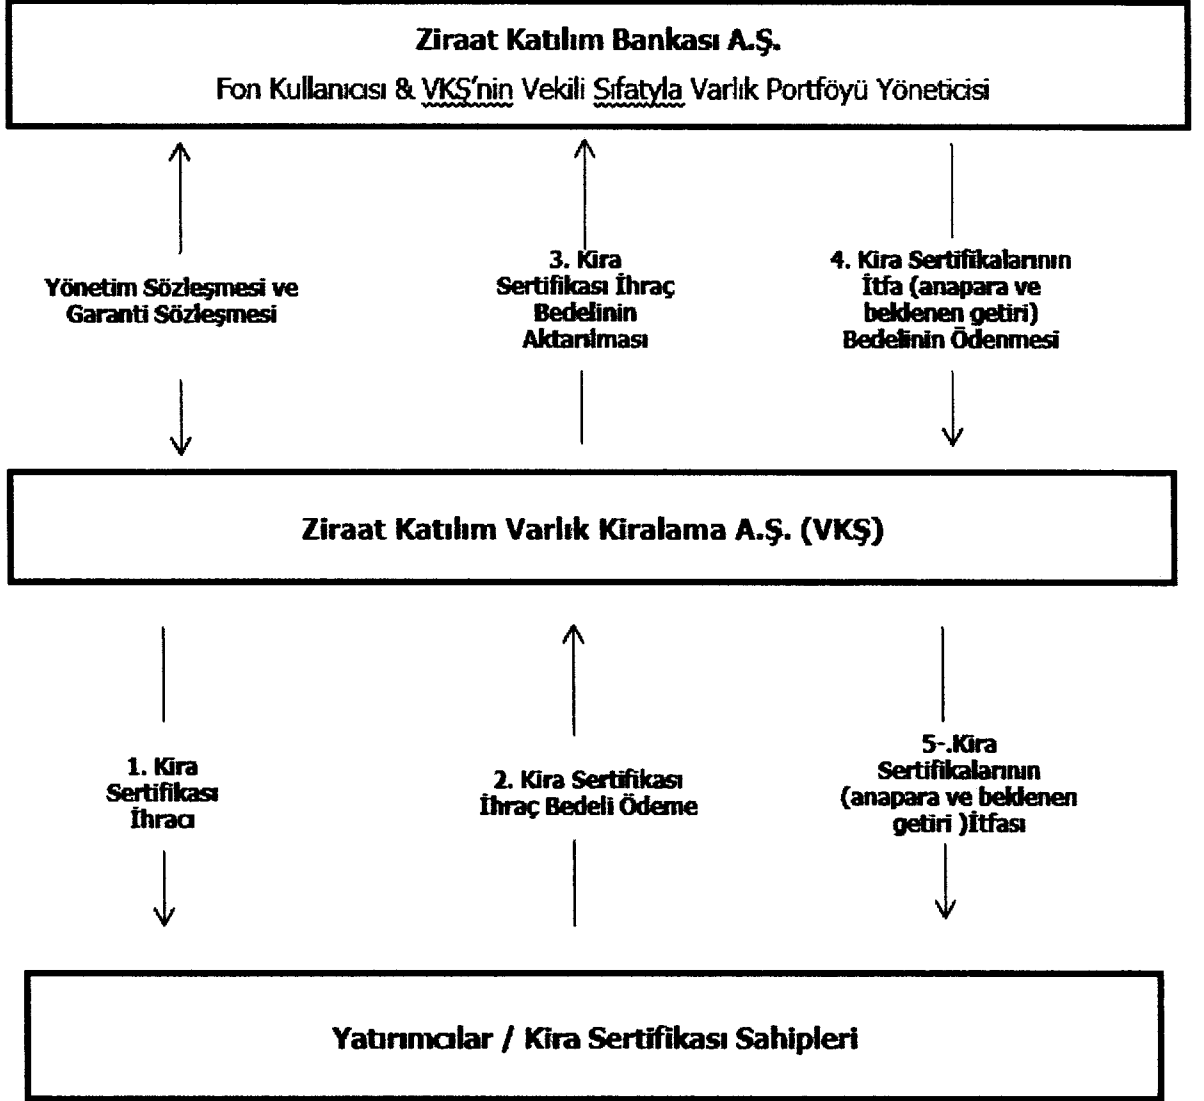 Ziraat Katılım Bankası A.Ş.
Fon Kullanıcısı & VKŞ'nin Vekili Sıfatyla Varlık Portföyü Yöneticisi
Yönetim Sözleşmesi ve
Garanti Sözleşmesi
3. Kira
Sertifikası İhraç
Bedelinin
Aktarılması
4. Kira Sertifikalarının
İtfa (anapara ve
beklenen getiri)
Bedelinin Ödenmesi
Ziraat Katılım Varlık Kiralama A.Ş. (VKŞ)
1. Kira
Sertifikası
İhracı
2. Kira Sertifikası
İhraç Bedeli Ödeme
5-.Kira
Sertifikalarının
(anapara ve beklenen
getiri )İtfası
Yatırımcılar / Kira Sertifikası Sahipleri